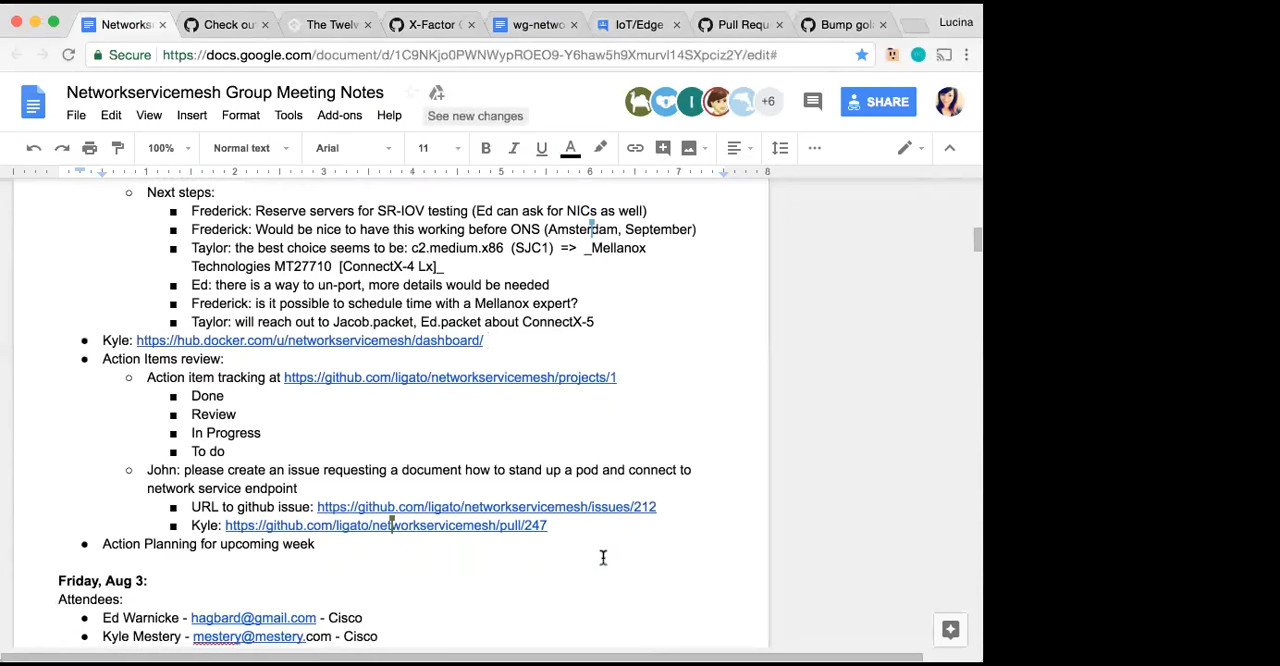 Networks
Check ou
The Twelv
X-Factor C
wg-netwo
IoT/Edge
Pull Requ
Bump gol
Lucina
Secure https://docs.google.com/document/d/1C9NKjo0PWNWypROEO9-Y6haw5h9Xmurvl14SXpciz2Y/edit#
Networkservicemesh Group Meeting Notes
+6
SHARE
File Edit View Insert Format Tools Add-ons Help See new changes
100% Normal text Arial 11 B I U A
1 2 3 4 5 6 7 8
Next steps:
Frederick: Reserve servers for SR-IOV testing (Ed can ask for NICs as well)
Frederick: Would be nice to have this working before ONS (Amsterdam, September)
Taylor: the best choice seems to be: c2.medium.x86 (SJC1) => _Mellanox
Technologies MT27710 [ConnectX-4 Lx]_
Ed: there is a way to un-port, more details would be needed
Frederick: is it possible to schedule time with a Mellanox expert?
Taylor: will reach out to Jacob.packet, Ed.packet about ConnectX-5
Kyle: https://hub.docker.com/u/networkservicemesh/dashboard/
Action Items review:
Action item tracking at https://github.com/ligato/networkservicemesh/projects/1
Done
Review
In Progress
To do
John: please create an issue requesting a document how to stand up a pod and connect to
network service endpoint
URL to github issue: https://github.com/ligato/networkservicemesh/issues/212
Kyle: https://github.com/ligato/networkservicemesh/pull/247
Action Planning for upcoming week
Friday, Aug 3:
Attendees:
Ed Warnicke - hagbard@gmail.com - Cisco
Kyle Mestery - mestery@mestery.com - Cisco